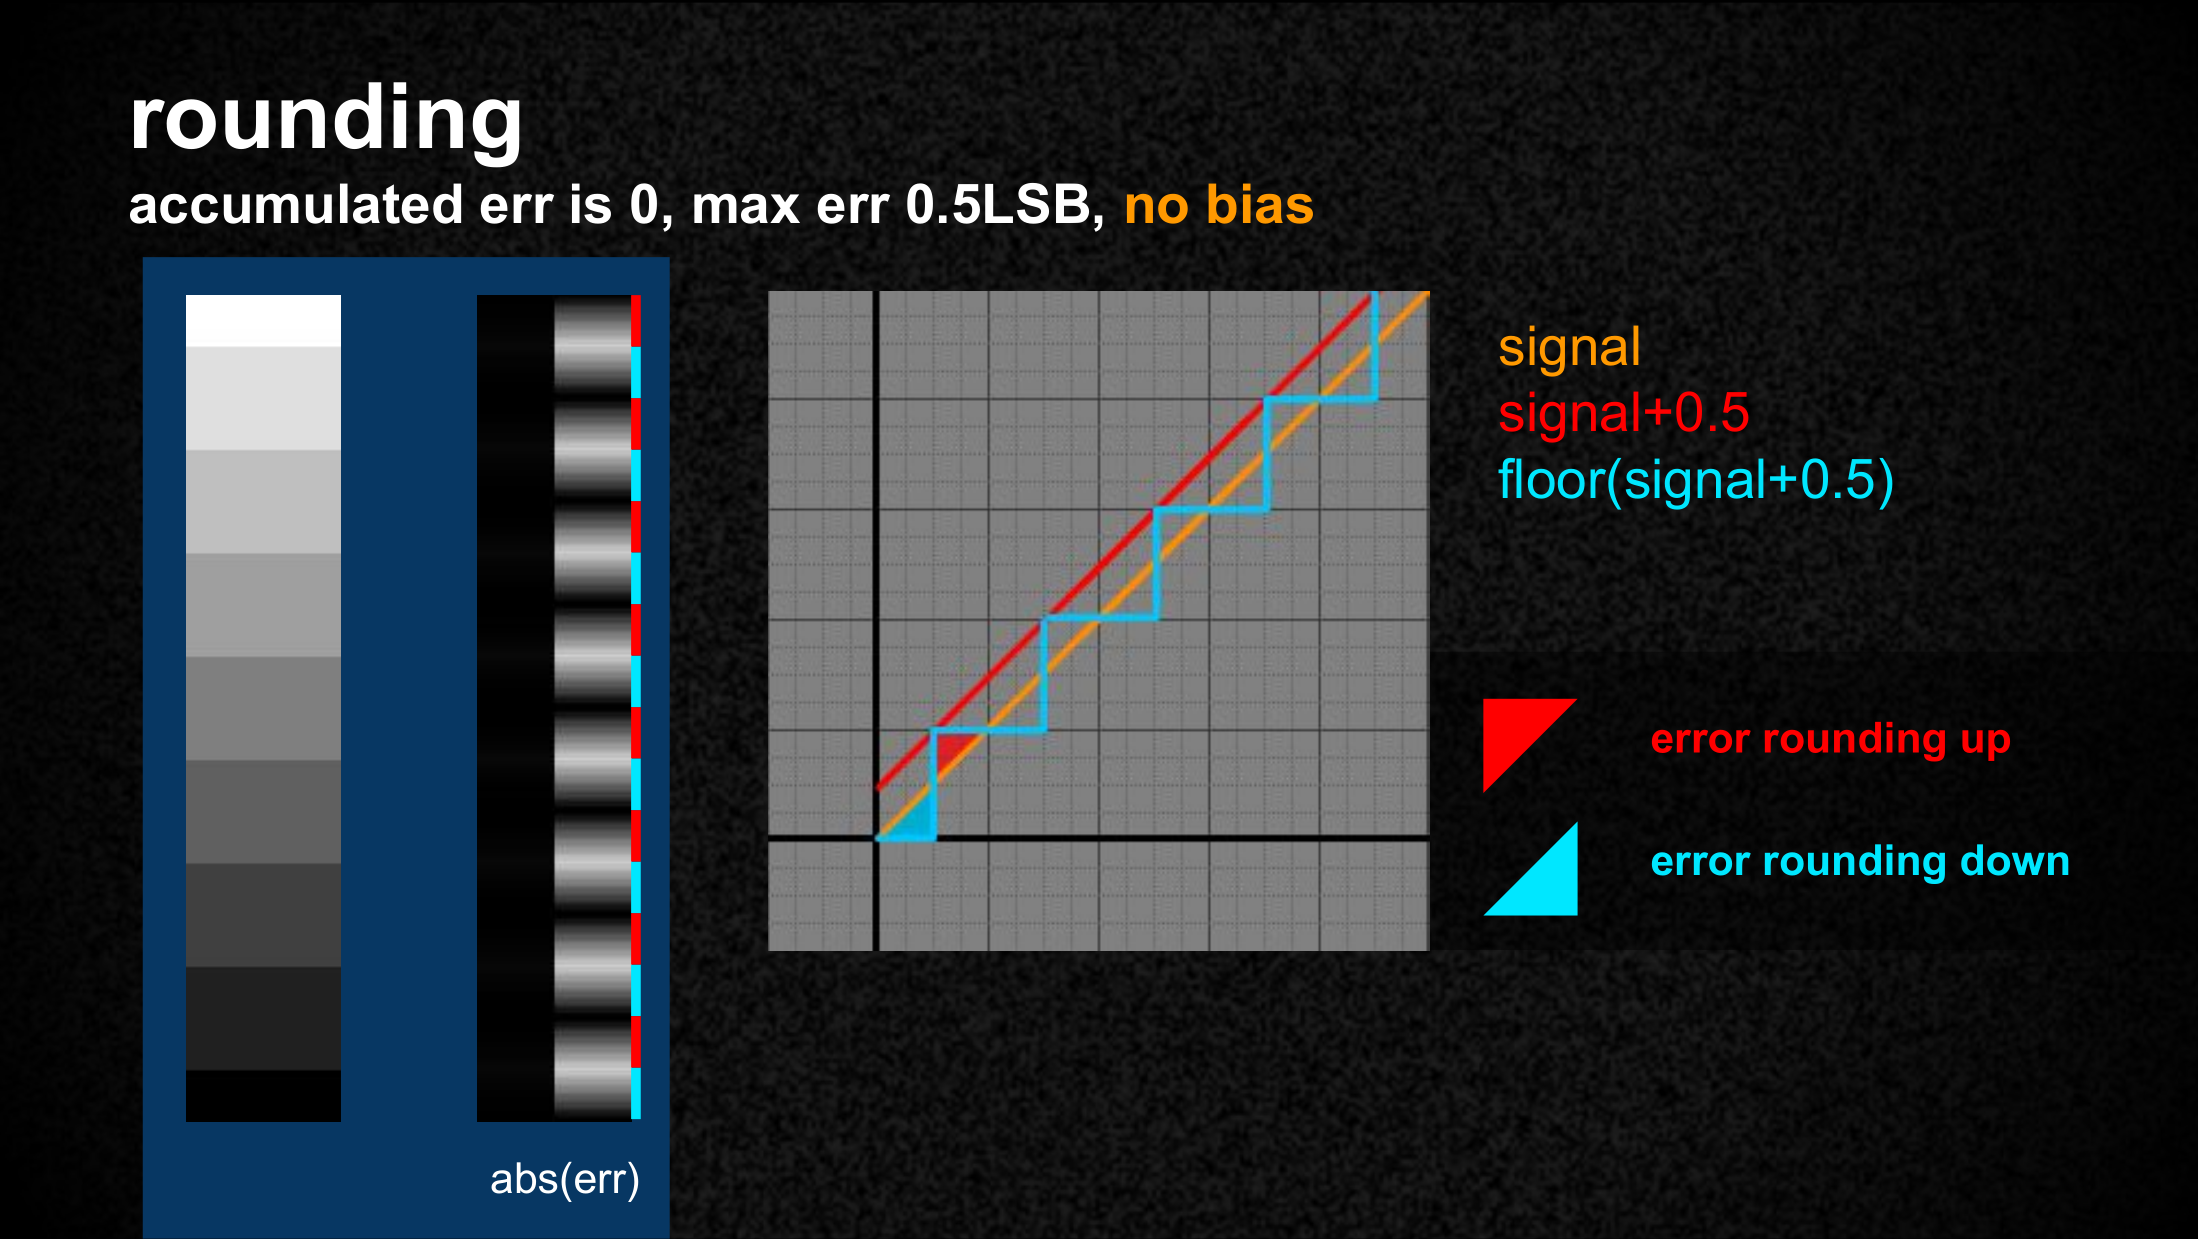 rounding
accumulated err is 0, max err 0.5LSB, no bias
signal
signal+0.5
floor(signal+0.5)
error rounding up
error rounding down
abs(err)